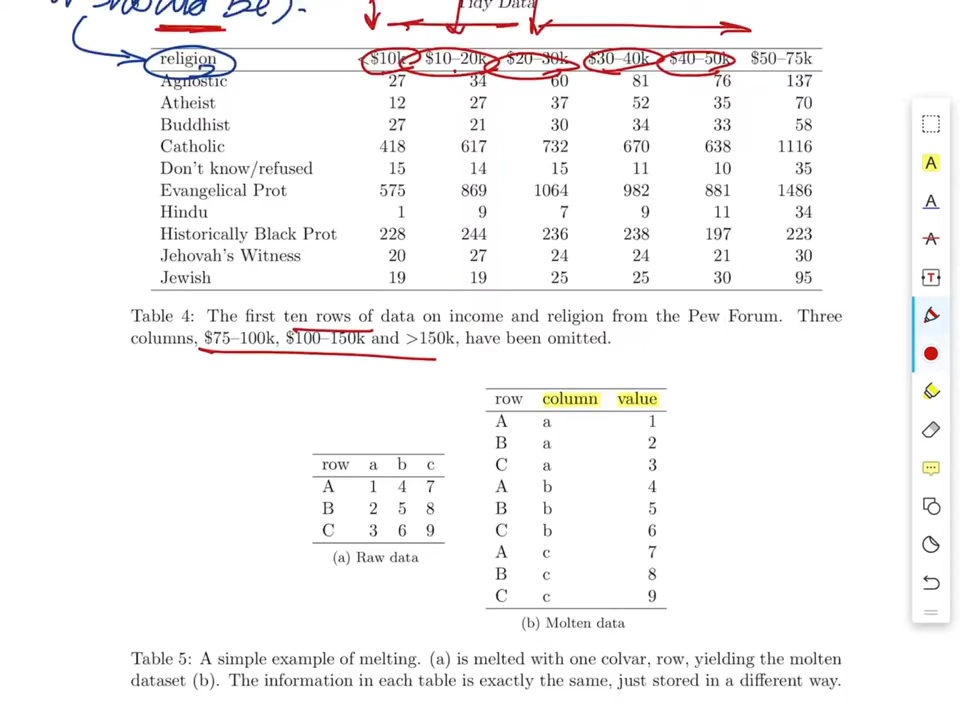 should be).
Tidy Data
religion <$10k $10–20k $20–30k $30–40k $40–50k $50–75k
Agnostic 27 34 60 81 76 137
Atheist 12 27 37 52 35 70
Buddhist 27 21 30 34 33 58
Catholic 418 617 732 670 638 1116
Don't know/refused 15 14 15 11 10 35
Evangelical Prot 575 869 1064 982 881 1486
Hindu 1 9 7 9 11 34
Historically Black Prot 228 244 236 238 197 223
Jehovah's Witness 20 27 24 24 21 30
Jewish 19 19 25 25 30 95
Table 4: The first ten rows of data on income and religion from the Pew Forum. Three
columns, $75–100k, $100–150k and >150k, have been omitted.
row a b c
A 1 4 7
B 2 5 8
C 3 6 9
(a) Raw data
row column value
A a 1
B a 2
C a 3
A b 4
B b 5
C b 6
A c 7
B c 8
C c 9
(b) Molten data
Table 5: A simple example of melting. (a) is melted with one colvar, row, yielding the molten
dataset (b). The information in each table is exactly the same, just stored in a different way.
A
A
A
T